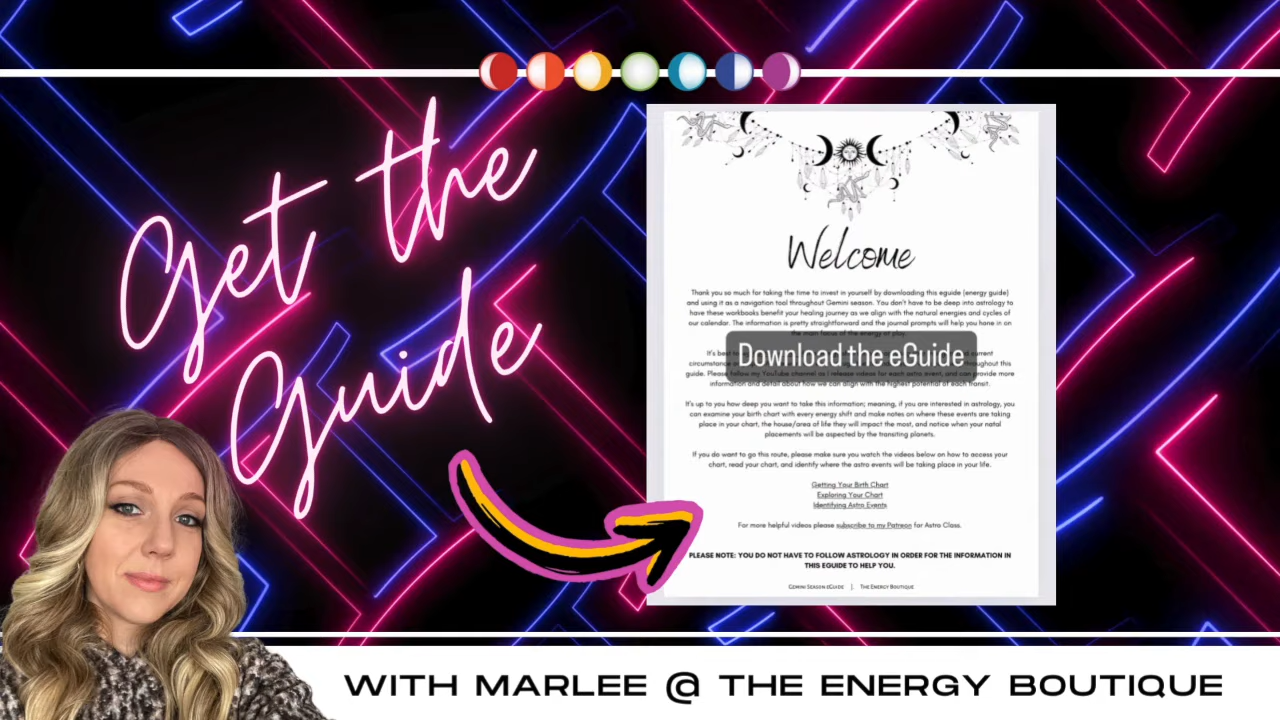 Get the
Guide
Welcome
Thank you so much for taking the time to invest in yourself by downloading this eguide (energy guide)
and using it as a navigation tool throughout Gemini season. You don't have to be deep into astrology to
have these workbooks benefit your healing journey as we align with the natural energies and cycles of
our calendar. The information is pretty straightforward and the journal prompts will help you hone in on
the main focus of the energy at play.
It's best
current
Download the eGuide
circumstance
throughout this
guide. Please follow my YouTube channel as I release videos for each astro event, and can provide more
information and detail about how we can align with the highest potential of each transit.
It's up to you how deep you want to take this information; meaning, if you are interested in astrology, you
can examine your birth chart with every energy shift and make notes on where these events are taking
place in your chart, the house/area of life they will impact the most, and notice when your natal
placements will be aspected by the transiting planets.
If you do want to go this route, please make sure you watch the videos below on how to access your
chart, read your chart, and identify where the astro events will be taking place in your life.
Getting Your Birth Chart
Exploring Your Chart
Identifying Astro Events
For more helpful videos please subscribe to my Patreon for Astro Class.
PLEASE NOTE: YOU DO NOT HAVE TO FOLLOW ASTROLOGY IN ORDER FOR THE INFORMATION IN
THIS EGUIDE TO HELP YOU.
Gemini Season eGuide | The Energy Boutique
WITH MARLEE @ THE ENERGY BOUTIQUE